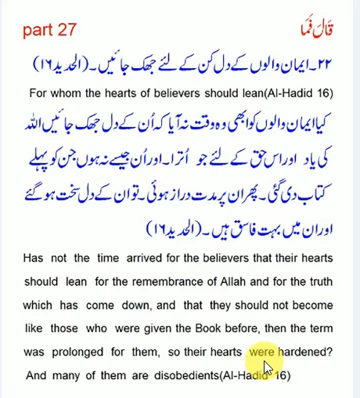 part 27
قَالَ فَمَا
۲۲۔ ایمان والوں کے دل کن کے لئے جھک جائیں۔ (الحدید۱۶)
For whom the hearts of believers should lean(Al-Hadid 16)
کیا ایمان والوں کو ابھی وہ وقت نہ آیا کہ اُن کے دل جھک جائیں اللہ
کی یاد اور اس حق کے لئے جو اُترا۔ اور اُن جیسے نہ ہوں جن کو پہلے
کتاب دی گئی۔ پھر اِن پر مدت دراز ہوئی۔ تو ان کے دل سخت ہو گئے
اور ان میں بہت فاسق ہیں۔ (الحدید۱۶)
Has not the time arrived for the believers that their hearts
should lean for the remembrance of Allah and for the truth
which has come down, and that they should not become
like those who were given the Book before, then the term
was prolonged for them, so their hearts were hardened?
And many of them are disobedients(Al-Hadid 16)